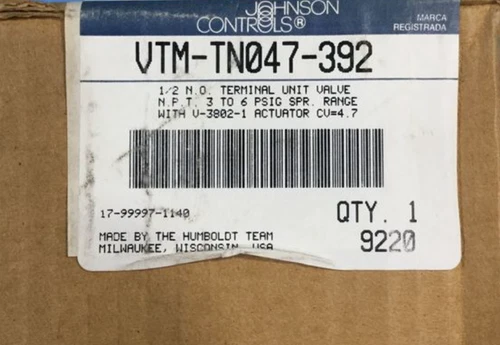 JOHNSON
CONTROLS®
MARCA
REGISTRADA
VTM-TN047-392
1/2 N.O. TERMINAL UNIT VALVE
N.P.T. 3 TO 6 PSIG SPR. RANGE
WITH V-3802-1 ACTUATOR CV=4.7
17-99997-1140
QTY. 1
MADE BY THE HUMBOLDT TEAM
9220
MILWAUKEE, WISCONSIN, USA